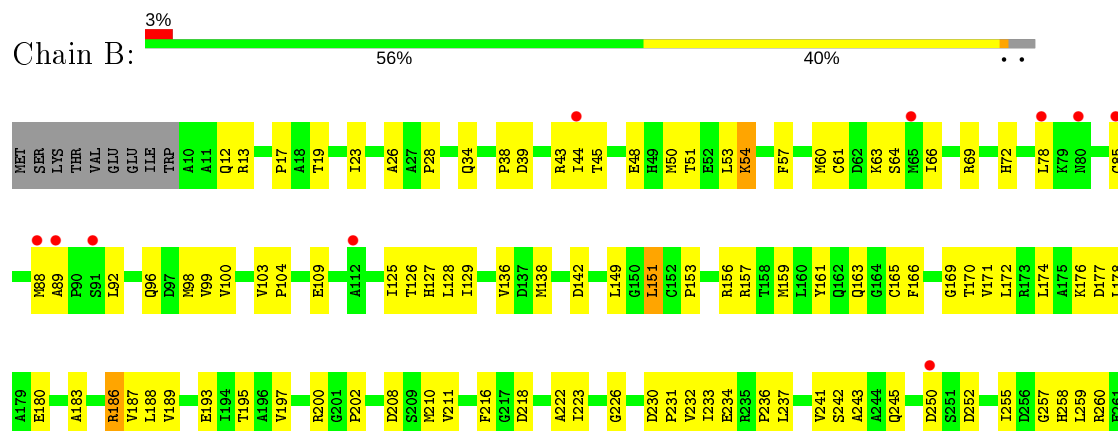 3%
Chain B:
56% 40% • •
MET SER LYS THR VAL GLU GLU ILE TRP A10 A11 Q12 R13 P17 A18 T19 I23 A26 A27 P28 Q34 P38 D39 R43 I44 T45 E48 H49 M50 T51 E52 L53 K54 F57 M60 C61 D62 K63 S64 M65 I66 R69 H72 L78 K79 N80
M88 A89 P90 S91 L92 Q96 D97 M98 V99 V100 V103 P104 E109 A112 I125 T126 H127 L128 I129 V136 D137 M138 D142 L149 G150 L151 C152 P153 R156 R157 T158 M159 L160 Y161 Q162 Q163 G164 C165 F166 G169 T170 V171 L172 R173 L174 A175 K176 D177 L178
A179 E180 A183 R186 V187 L188 V189 E193 I194 T195 A196 V197 R200 G201 P202 D208 S209 M210 V211 F216 G217 D218 A222 I223 G226 D230 P231 V232 I233 E234 R235 P236 L237 V241 S242 A243 A244 Q245 D250 S251 D252 I255 D256 G257 H258 L259 R260